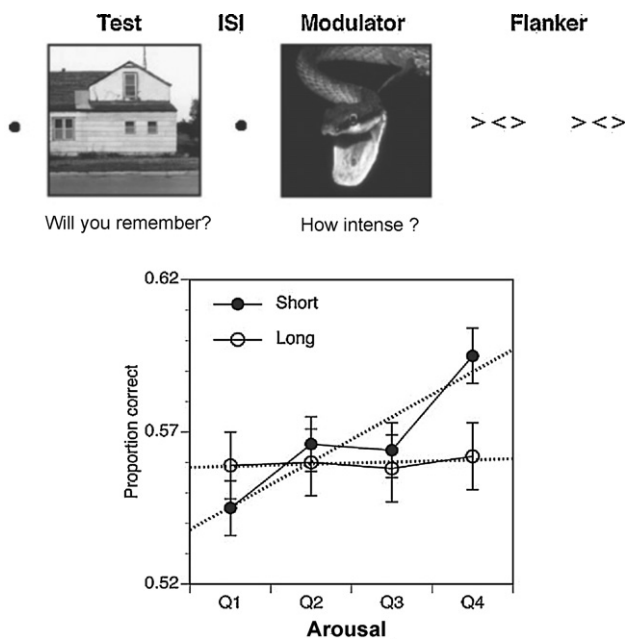 Test ISI Modulator Flanker
><> ><>
Will you remember? How intense ?
0.62
Short
Long
Proportion correct
0.57
0.52
Q1 Q2 Q3 Q4
Arousal